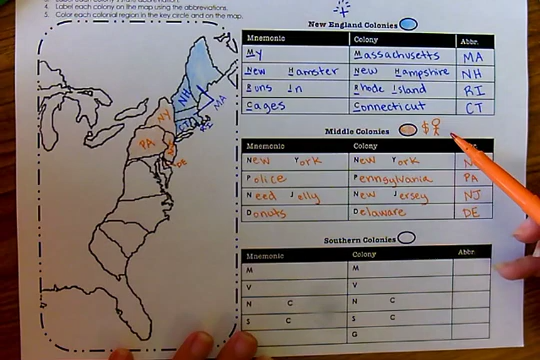 4. Label each colony on the map using the abbreviations.
5. Color each colonial region in the key circle and on the map.
New England Colonies
Mnemonic Colony Abbr.
My Massachusetts MA
New Hampster New Hampshire NH
Runs In Rhode Island RI
Cages Connecticut CT
Middle Colonies $
Mnemonic Colony
New York New York
Police Pennsylvania PA
Need Jelly New Jersey NJ
Donuts Delaware DE
Southern Colonies
Mnemonic Colony Abbr.
M M
V V
N C N C
S C S C
G
NH
MA
RI
CT
NY
PA
DE